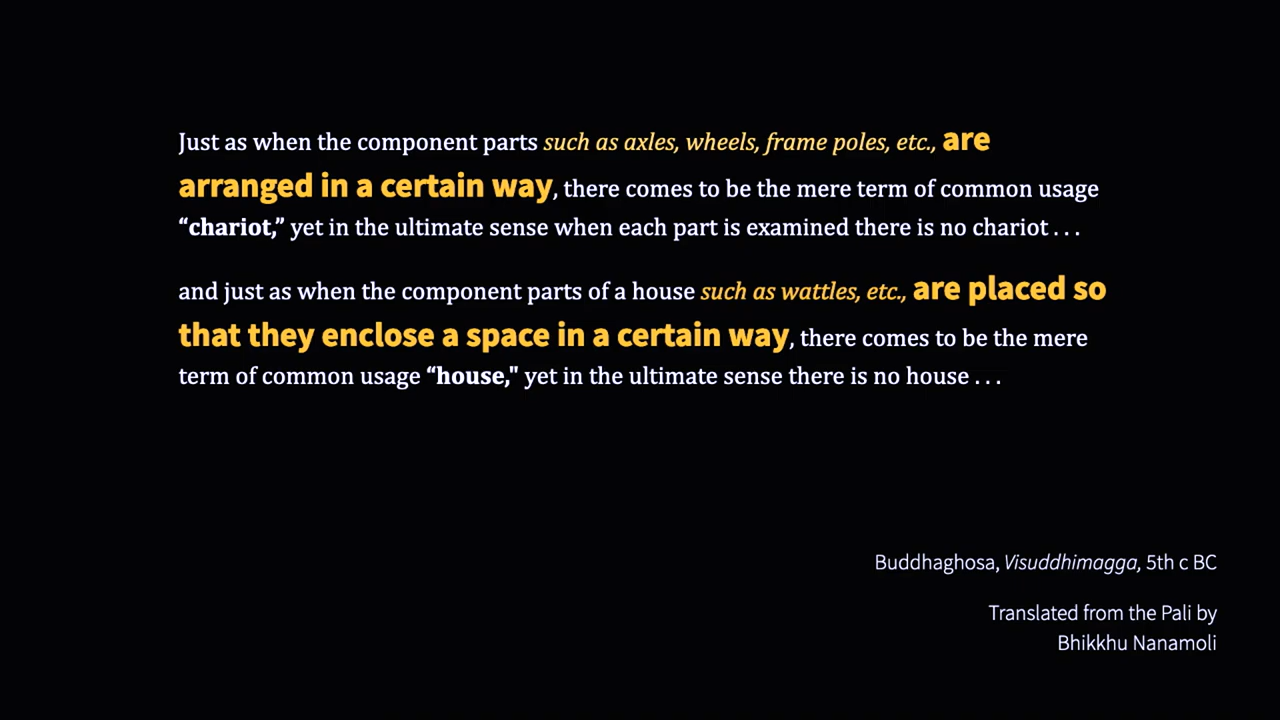 Just as when the component parts such as axles, wheels, frame poles, etc., are
arranged in a certain way, there comes to be the mere term of common usage
“chariot,” yet in the ultimate sense when each part is examined there is no chariot . . .
and just as when the component parts of a house such as wattles, etc., are placed so
that they enclose a space in a certain way, there comes to be the mere
term of common usage “house," yet in the ultimate sense there is no house . . .
Buddhaghosa, Visuddhimagga, 5th c BC
Translated from the Pali by
Bhikkhu Nanamoli